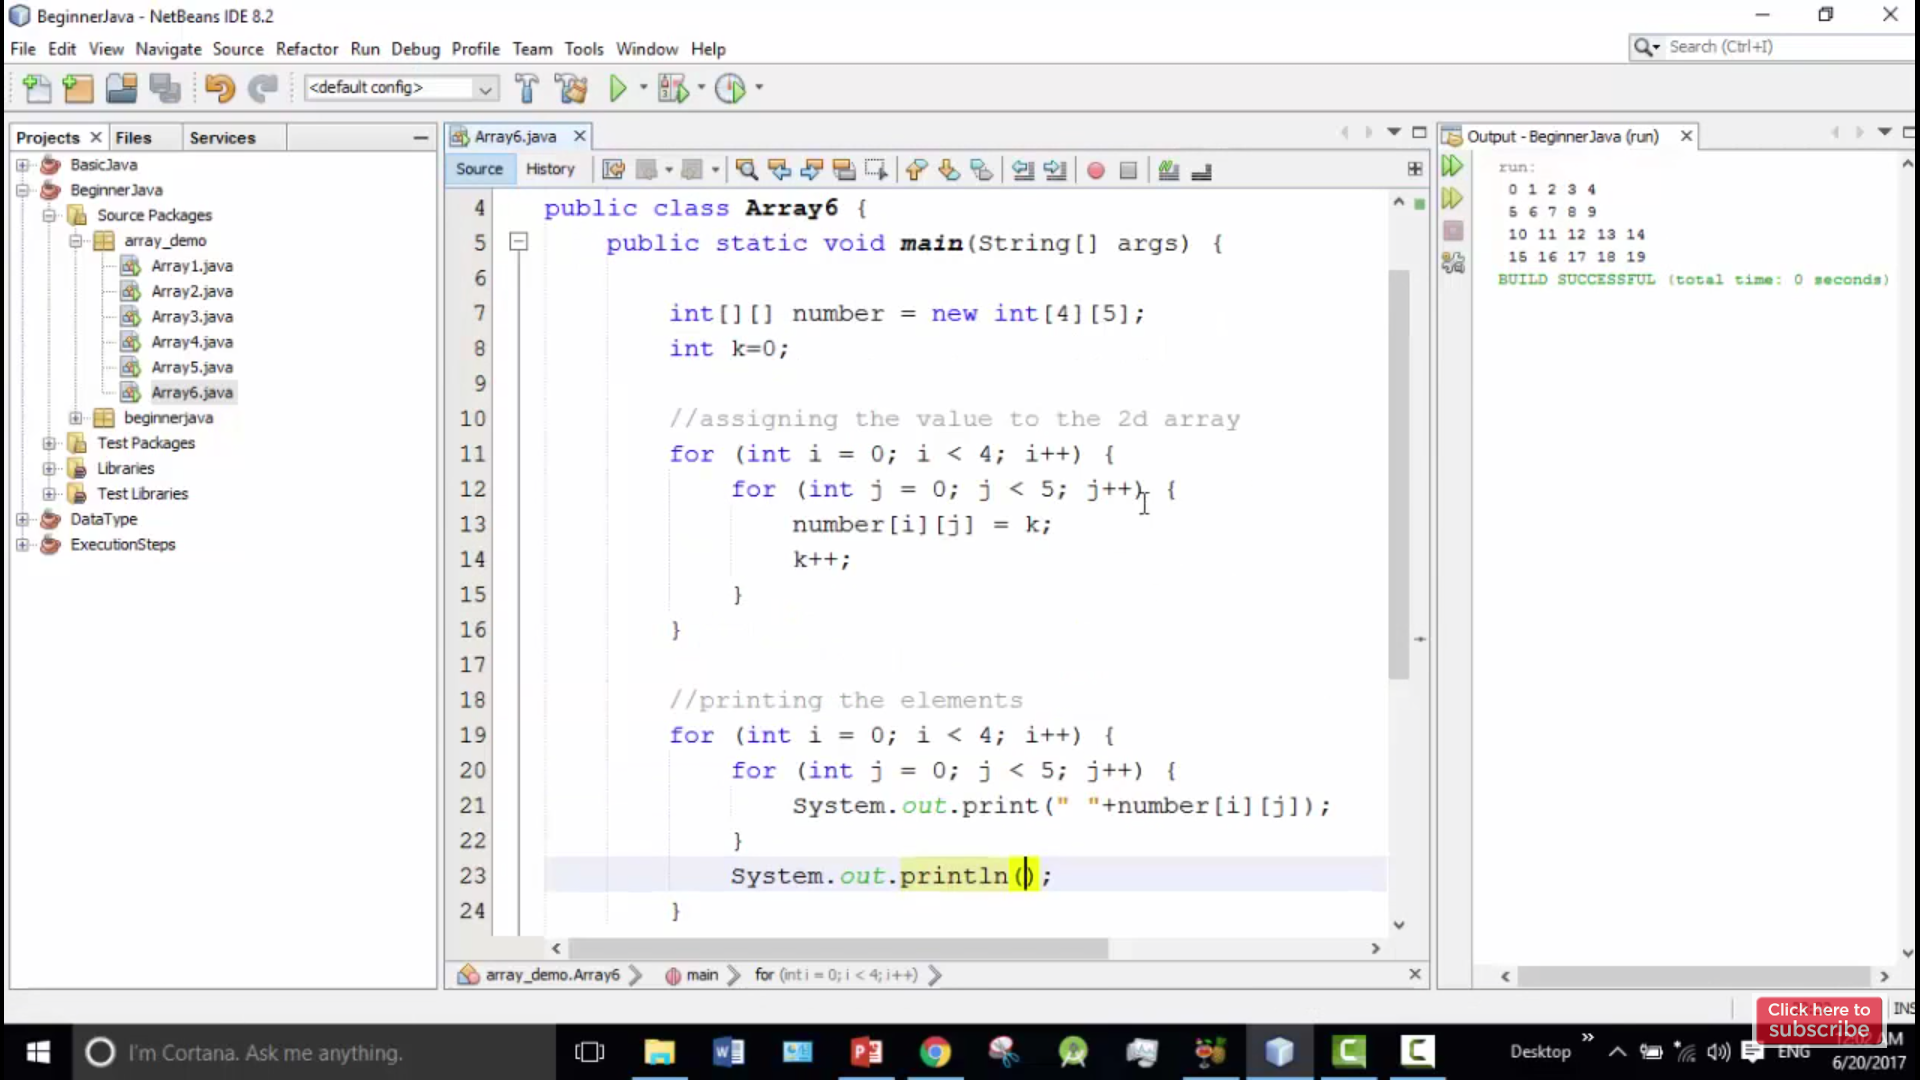 BeginnerJava - NetBeans IDE 8.2
File Edit View Navigate Source Refactor Run Debug Profile Team Tools Window Help
Search (Ctrl+I)
<default config>
Projects
Files
Services
BasicJava
BeginnerJava
Source Packages
array_demo
Array1.java
Array2.java
Array3.java
Array4.java
Array5.java
Array6.java
beginnerjava
Test Packages
Libraries
Test Libraries
DataType
ExecutionSteps
Array6.java
Source
History
4 public class Array6 {
5 public static void main(String[] args) {
6
7 int[][] number = new int[4][5];
8 int k=0;
9
10 //assigning the value to the 2d array
11 for (int i = 0; i < 4; i++) {
12 for (int j = 0; j < 5; j++) {
13 number[i][j] = k;
14 k++;
15 }
16 }
17
18 //printing the elements
19 for (int i = 0; i < 4; i++) {
20 for (int j = 0; j < 5; j++) {
21 System.out.print(" "+number[i][j]);
22 }
23 System.out.println();
24 }
array_demo.Array6
main
for (int i = 0; i < 4; i++)
Output - BeginnerJava (run)
run:
0 1 2 3 4
5 6 7 8 9
10 11 12 13 14
15 16 17 18 19
BUILD SUCCESSFUL (total time: 0 seconds)
INS
Click here to
subscribe
I'm Cortana. Ask me anything.
Desktop
ENG
6/20/2017